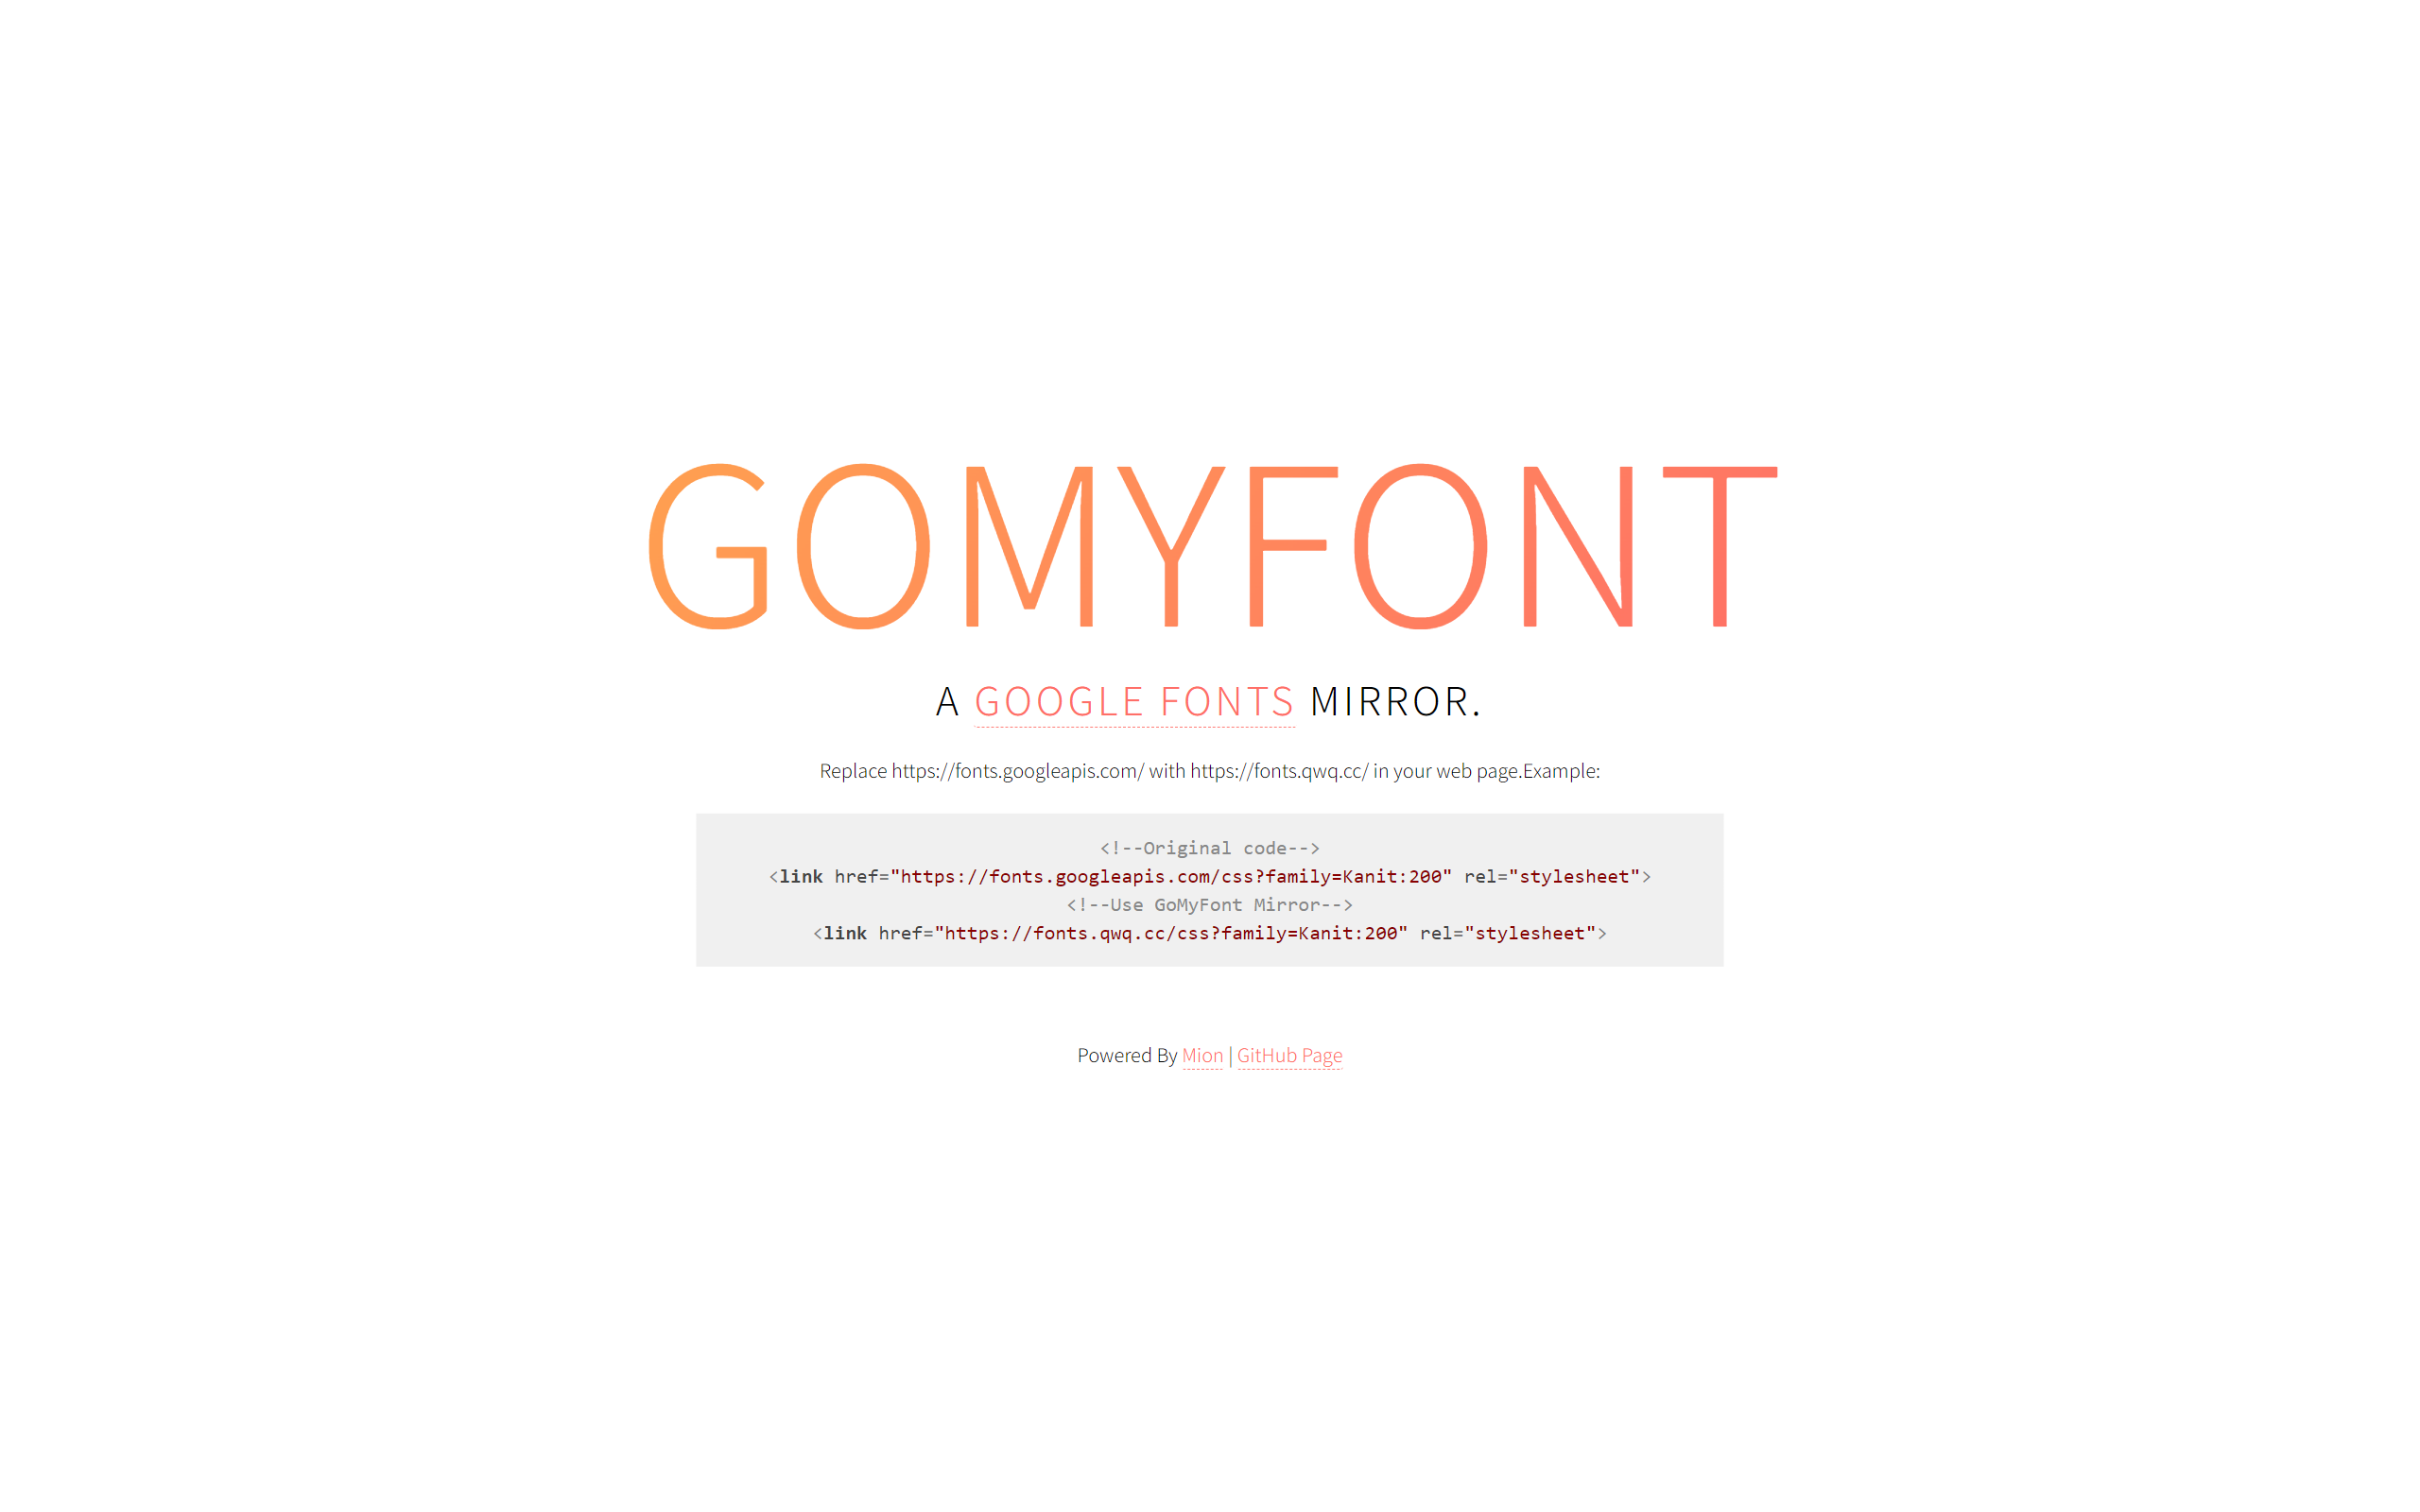 GOMYFONT
A GOOGLE FONTS MIRROR.
Replace https://fonts.googleapis.com/ with https://fonts.qwq.cc/ in your web page.Example:
<!--Original code-->
<link href="https://fonts.googleapis.com/css?family=Kanit:200" rel="stylesheet">
<!--Use GoMyFont Mirror-->
<link href="https://fonts.qwq.cc/css?family=Kanit:200" rel="stylesheet">
Powered By Mion | GitHub Page